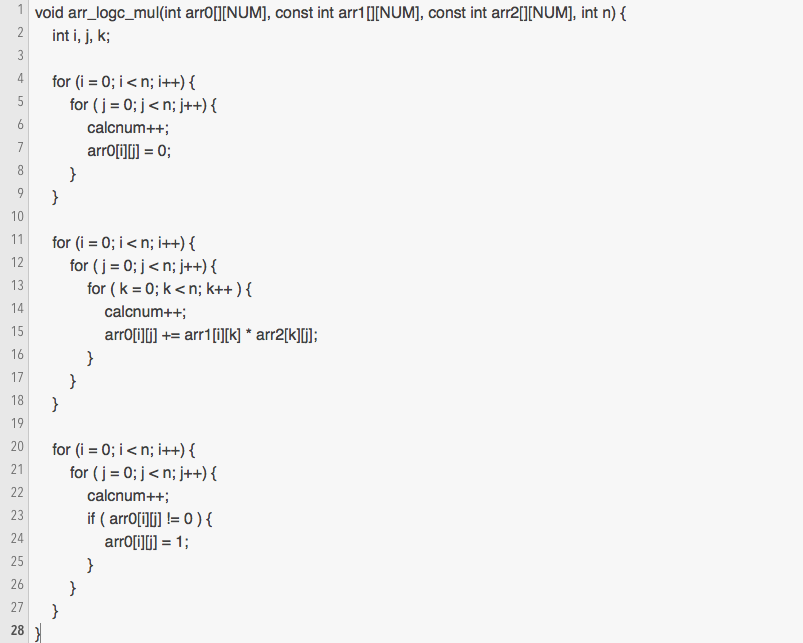 1 void arr_logc_mul(int arr0[][NUM], const int arr1[][NUM], const int arr2[][NUM], int n) {
2 int i, j, k;
3
4 for (i = 0; i < n; i++) {
5 for ( j = 0; j < n; j++) {
6 calcnum++;
7 arr0[i][j] = 0;
8 }
9 }
10
11 for (i = 0; i < n; i++) {
12 for ( j = 0; j < n; j++) {
13 for ( k = 0; k < n; k++ ) {
14 calcnum++;
15 arr0[i][j] += arr1[i][k] * arr2[k][j];
16 }
17 }
18 }
19
20 for (i = 0; i < n; i++) {
21 for ( j = 0; j < n; j++) {
22 calcnum++;
23 if ( arr0[i][j] != 0 ) {
24 arr0[i][j] = 1;
25 }
26 }
27 }
28 }